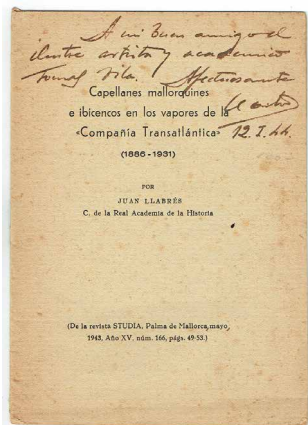 A mi buen amigo el
ilustre artista y académico
Tomás Vila. Afectuosamente
El autor
12.I.44.
Capellanes mallorquines
e ibicencos en los vapores de la
«Compañía Transatlántica»
(1886-1931)
POR
JUAN LLABRÉS
C. de la Real Academia de la Historia
(De la revista STUDIA, Palma de Mallorca, mayo
1943, Año XV, núm. 166, págs. 49-53.)